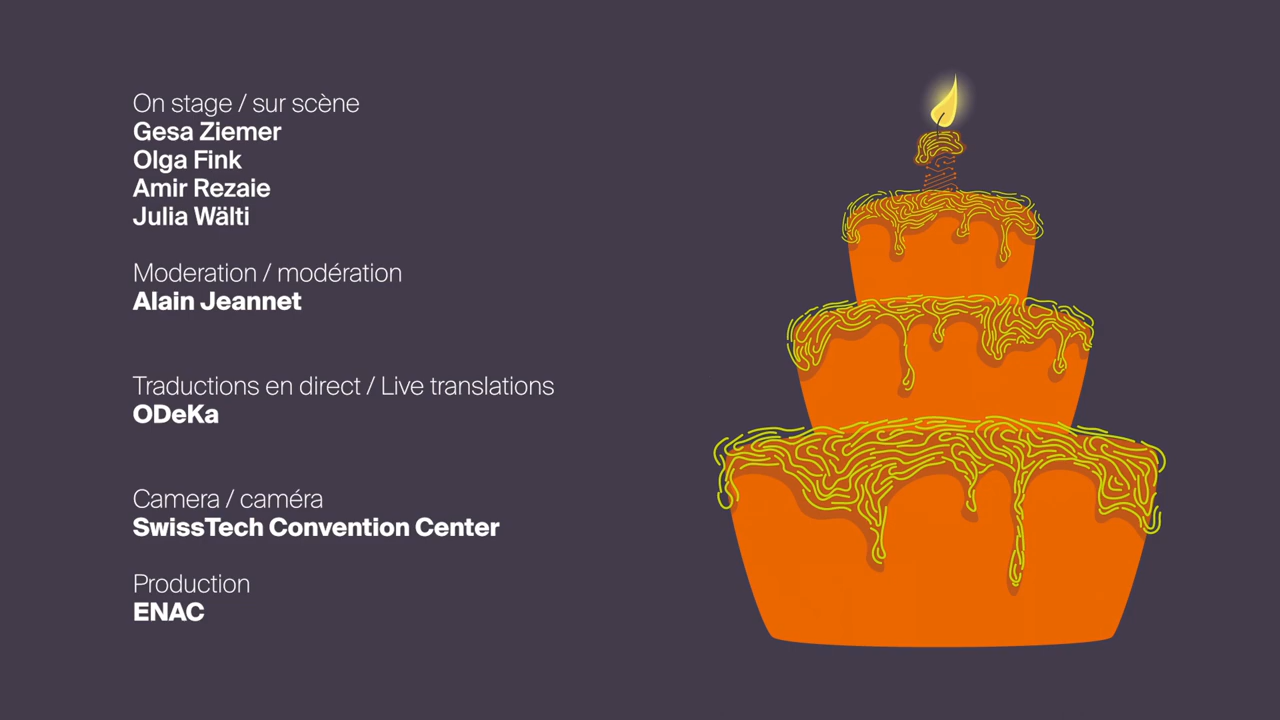 On stage / sur scène
Gesa Ziemer
Olga Fink
Amir Rezaie
Julia Wälti
Moderation / modération
Alain Jeannet
Traductions en direct / Live translations
ODeKa
Camera / caméra
SwissTech Convention Center
Production
ENAC